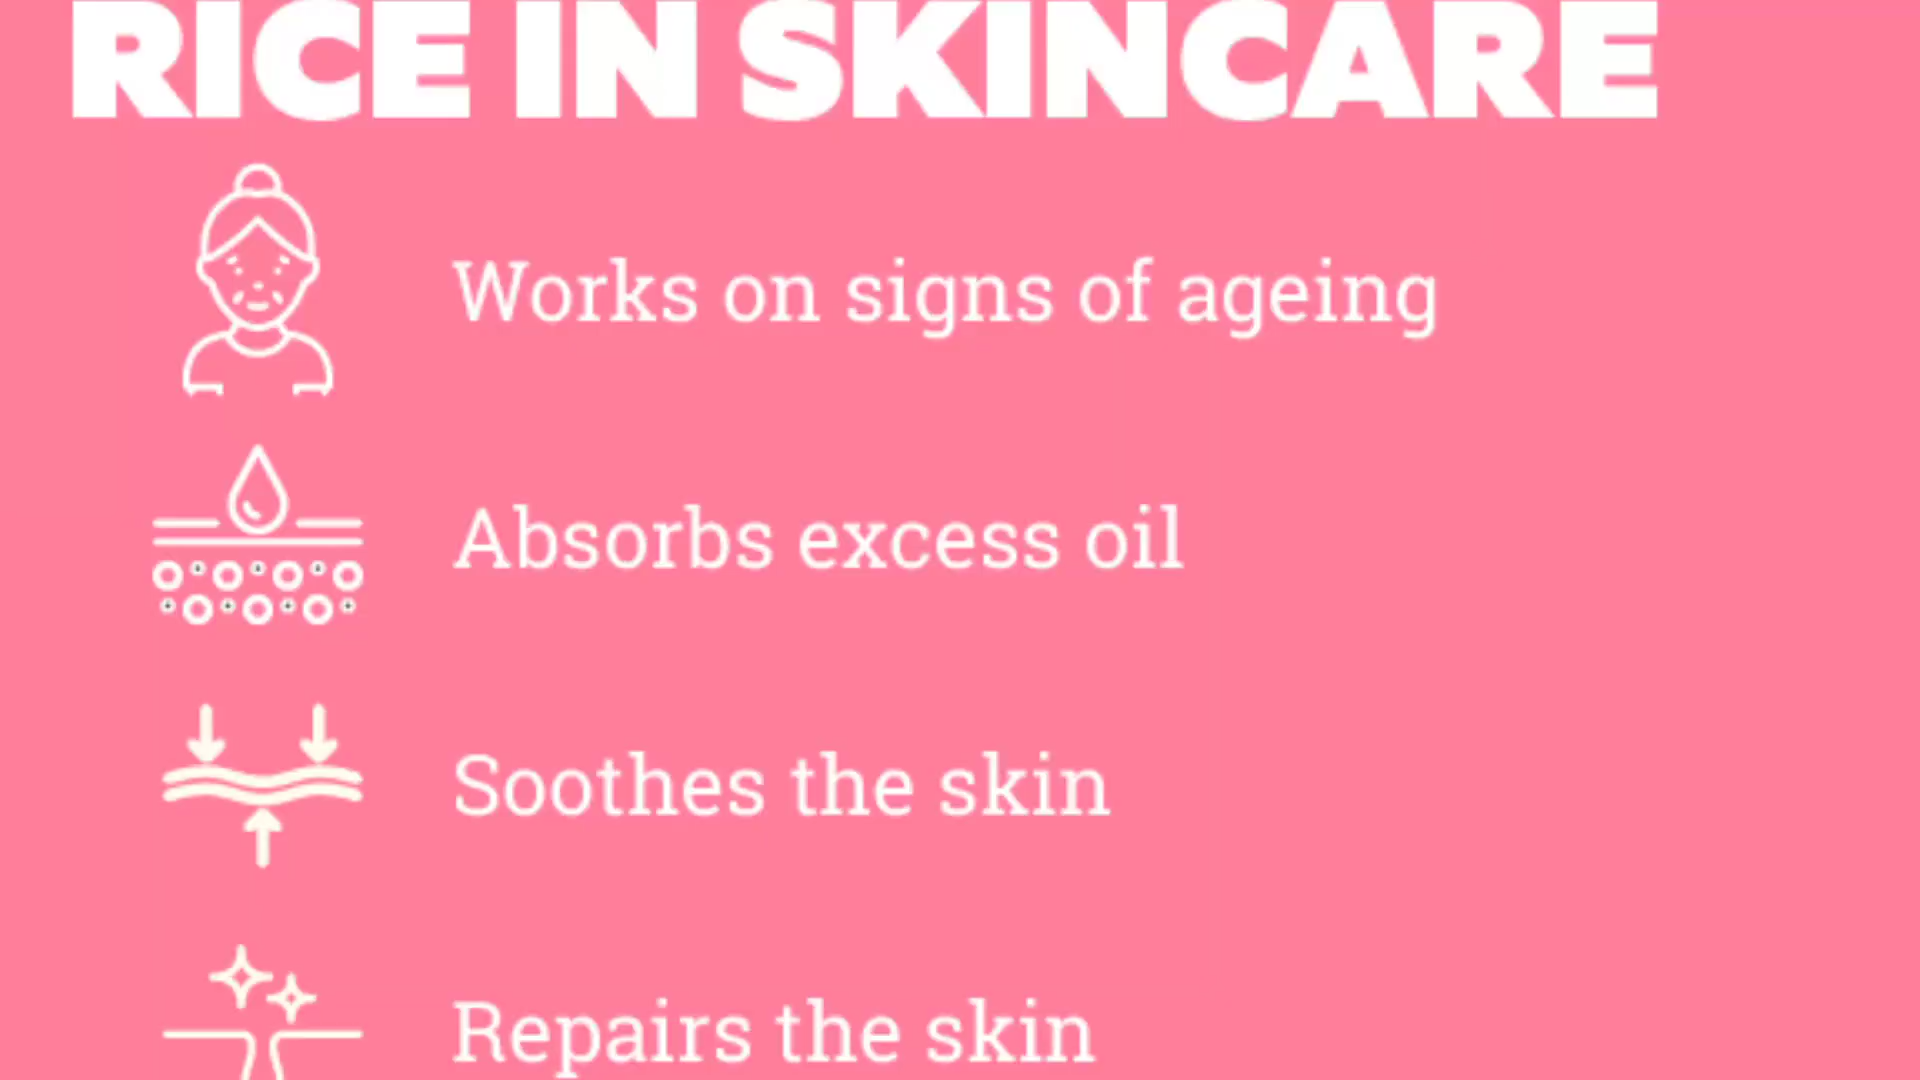 RICE IN SKINCARE
Works on signs of ageing
Absorbs excess oil
Soothes the skin
Repairs the skin